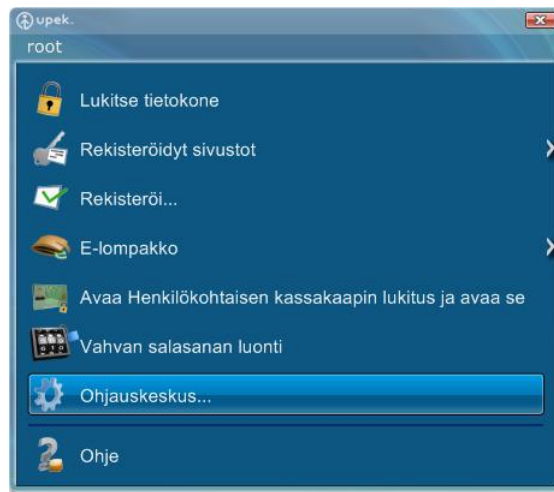 upek.
root
Lukitse tietokone
Rekisteröidyt sivustot
Rekisteröi...
E-lompakko
Avaa Henkilökohtaisen kassakaapin lukitus ja avaa se
Vahvan salasanan luonti
Ohjauskeskus...
Ohje